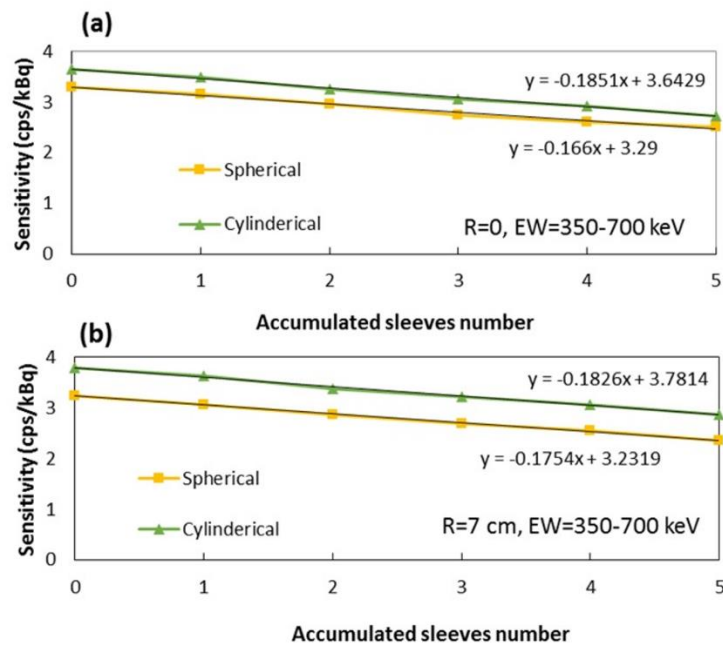 (a)
Sensitivity (cps/kBq)
4
3
2
1
0
y = -0.1851x + 3.6429
y = -0.166x + 3.29
Spherical
Cylinderical
R=0, EW=350-700 keV
0 1 2 3 4 5
Accumulated sleeves number
(b)
Sensitivity (cps/kBq)
4
3
2
1
0
y = -0.1826x + 3.7814
y = -0.1754x + 3.2319
Spherical
Cylinderical
R=7 cm, EW=350-700 keV
0 1 2 3 4 5
Accumulated sleeves number